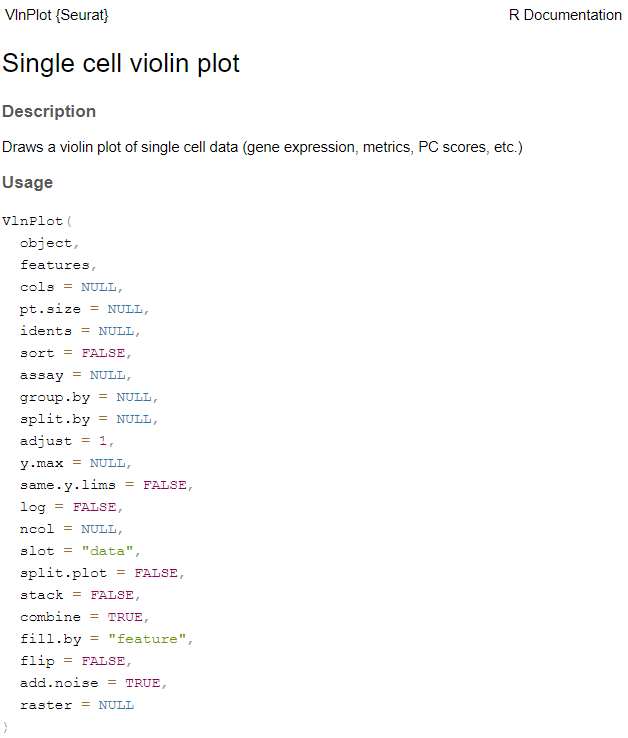 VlnPlot {Seurat} R Documentation
Single cell violin plot
Description
Draws a violin plot of single cell data (gene expression, metrics, PC scores, etc.)
Usage
VlnPlot(
  object,
  features,
  cols = NULL,
  pt.size = NULL,
  idents = NULL,
  sort = FALSE,
  assay = NULL,
  group.by = NULL,
  split.by = NULL,
  adjust = 1,
  y.max = NULL,
  same.y.lims = FALSE,
  log = FALSE,
  ncol = NULL,
  slot = "data",
  split.plot = FALSE,
  stack = FALSE,
  combine = TRUE,
  fill.by = "feature",
  flip = FALSE,
  add.noise = TRUE,
  raster = NULL
)